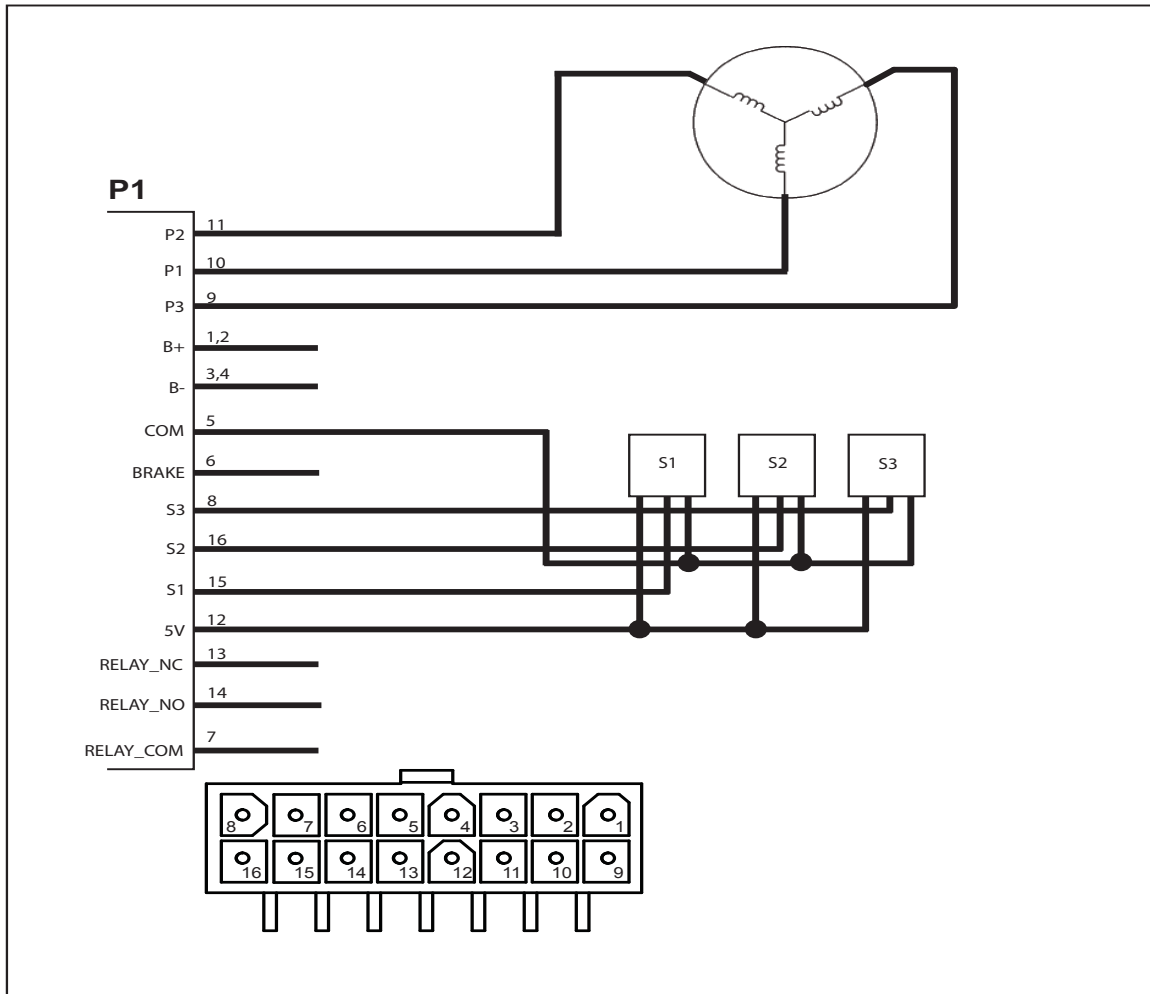 P1
P2 11
P1 10
P3 9
B+ 1,2
B- 3,4
COM 5
BRAKE 6
S3 8
S2 16
S1 15
5V 12
RELAY_NC 13
RELAY_NO 14
RELAY_COM 7
S1 S2 S3
8 7 6 5 4 3 2 1
16 15 14 13 12 11 10 9